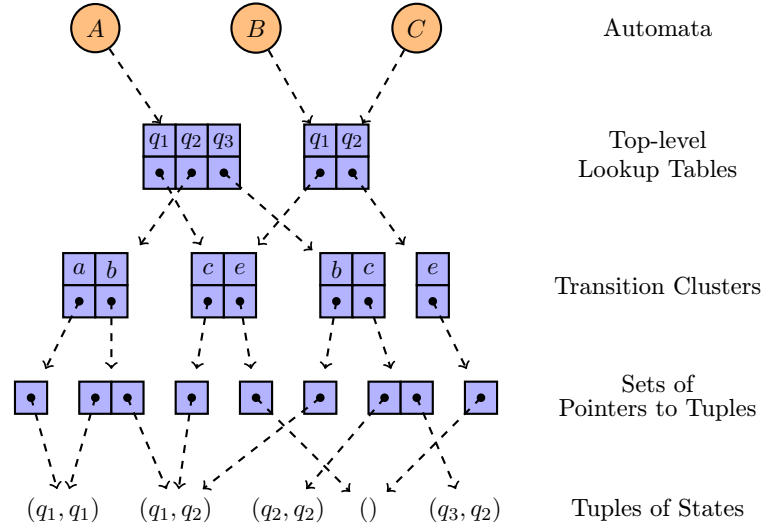 A B C Automata
q₁ q₂ q₃ q₁ q₂ Top-level
Lookup Tables
a b c e b c e Transition Clusters
Sets of
Pointers to Tuples
(q₁, q₁) (q₁, q₂) (q₂, q₂) () (q₃, q₂) Tuples of States